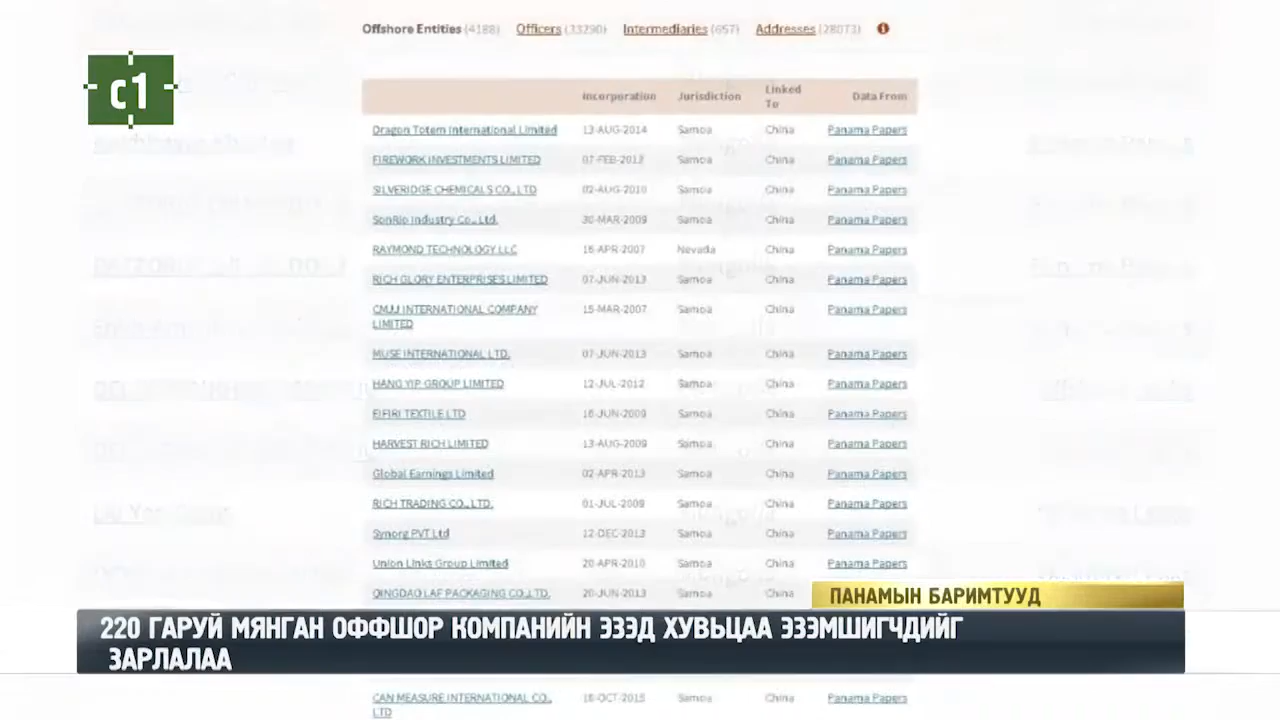 Offshore Entities (4188) Officers (33290) Intermediaries (657) Addresses (28073)
c1
Incorporation Jurisdiction Linked To Data From
Dragon Totem International Limited 13-AUG-2014 Samoa China Panama Papers
FIREWORK INVESTMENTS LIMITED 07-FEB-2013 Samoa China Panama Papers
SILVERIDGE CHEMICALS CO., LTD 02-AUG-2010 Samoa China Panama Papers
SonRio Industry Co., Ltd. 30-MAR-2009 Samoa China Panama Papers
RAYMOND TECHNOLOGY LLC 16-APR-2007 Nevada China Panama Papers
RICH GLORY ENTERPRISES LIMITED 07-JUN-2013 Samoa China Panama Papers
CMJJ INTERNATIONAL COMPANY LIMITED 15-MAR-2007 Samoa China Panama Papers
MUSE INTERNATIONAL LTD. 07-JUN-2013 Samoa China Panama Papers
HANG YIP GROUP LIMITED 12-JUL-2012 Samoa China Panama Papers
FIFIRI TEXTILE LTD 16-JUN-2009 Samoa China Panama Papers
HARVEST RICH LIMITED 13-AUG-2009 Samoa China Panama Papers
Global Earnings Limited 02-APR-2013 Samoa China Panama Papers
RICH TRADING CO., LTD. 01-JUL-2009 Samoa China Panama Papers
Synorg PVT Ltd 12-DEC-2013 Samoa China Panama Papers
Union Links Group Limited 20-APR-2010 Samoa China Panama Papers
QINGDAO LAF PACKAGING CO., LTD. 20-JUN-2013 Samoa China Panama Papers
ПАНАМЫН БАРИМТУУД
220 ГАРУЙ МЯНГАН ОФФШОР КОМПАНИЙН ЭЗЭД ХУВЬЦАА ЭЗЭМШИГЧДИЙГ
ЗАРЛАЛАА
CAN MEASURE INTERNATIONAL CO., LTD 16-OCT-2015 Samoa China Panama Papers